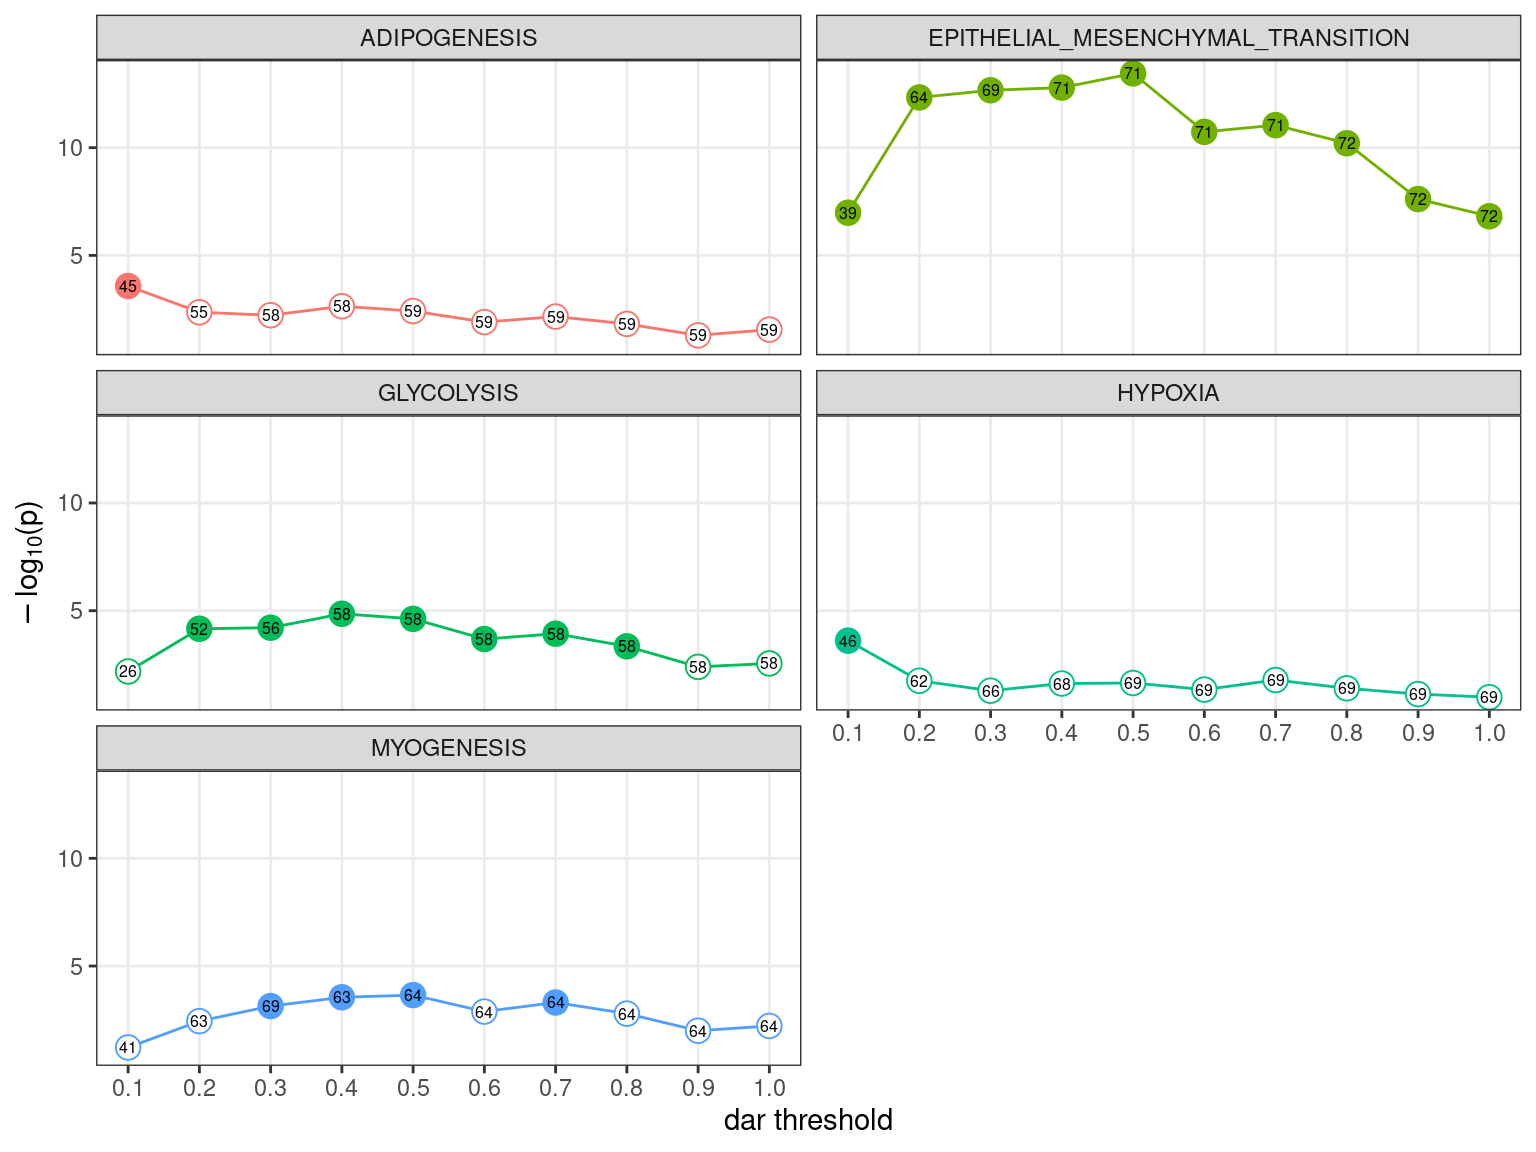 ADIPOGENESIS
EPITHELIAL_MESENCHYMAL_TRANSITION
10
5
45 55 58 58 59 59 59 59 59 59
39 64 69 71 71 71 71 72 72 72
GLYCOLYSIS
HYPOXIA
10
5
26 52 56 58 58 58 58 58 58 58
46 62 66 68 69 69 69 69 69 69
0.1 0.2 0.3 0.4 0.5 0.6 0.7 0.8 0.9 1.0
MYOGENESIS
10
5
41 63 69 63 64 64 64 64 64 64
0.1 0.2 0.3 0.4 0.5 0.6 0.7 0.8 0.9 1.0
− log₁₀(p)
dar threshold